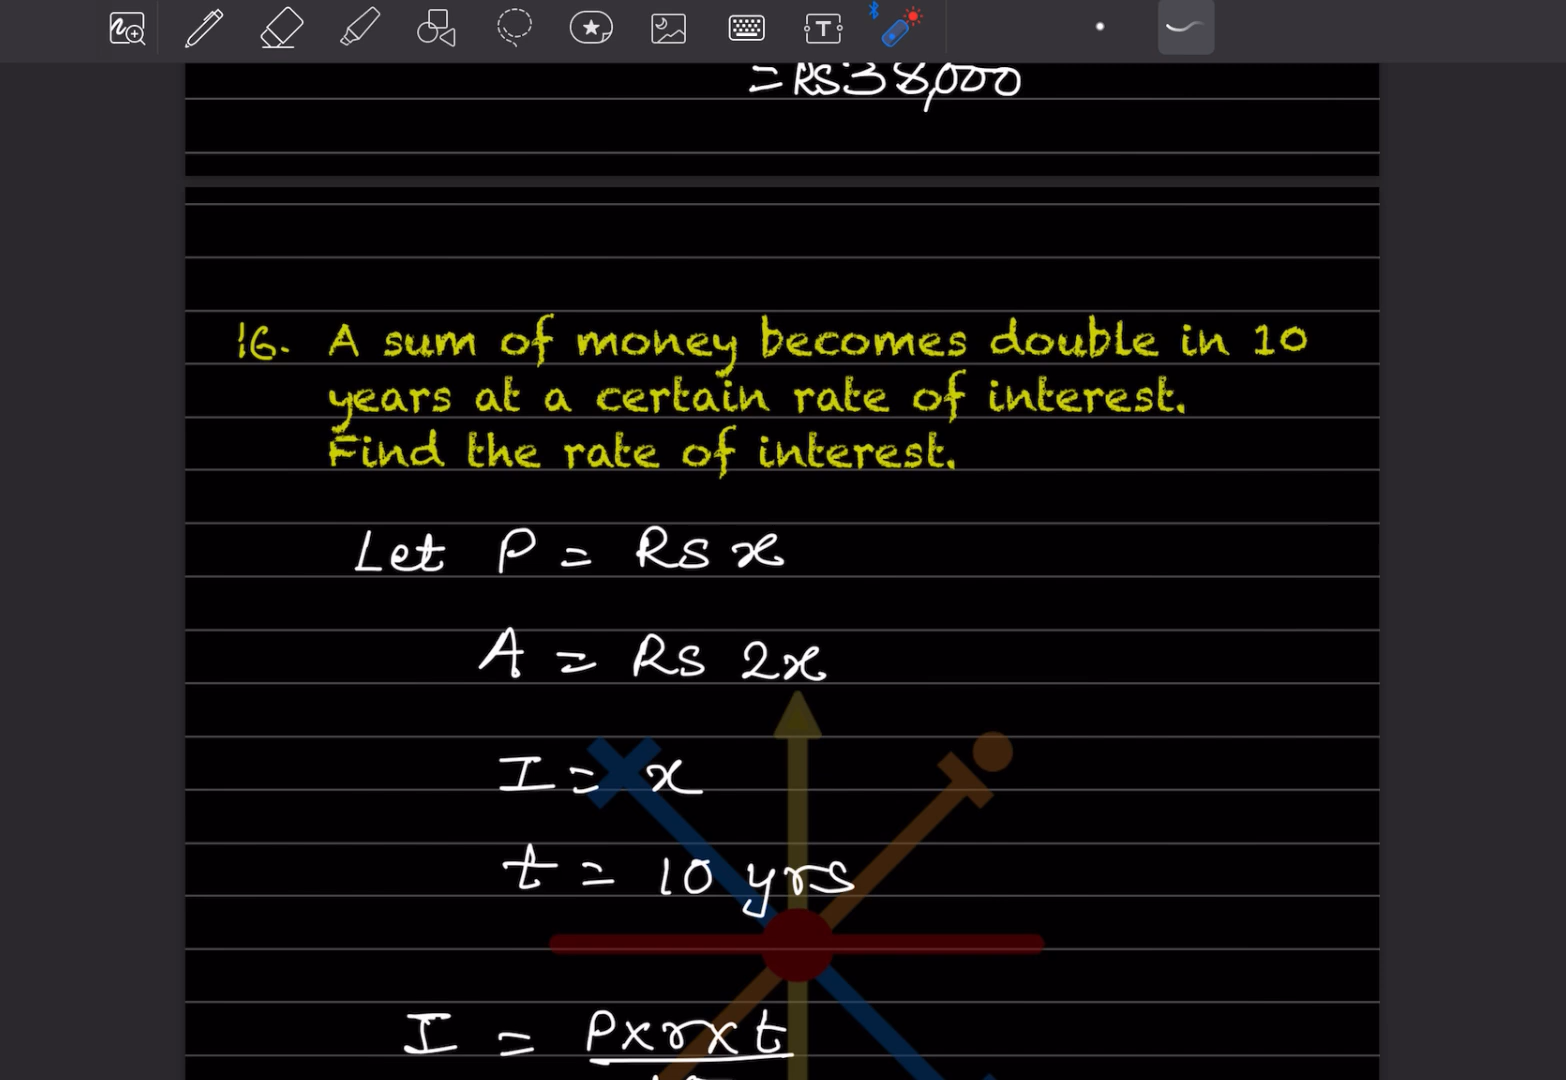 = Rs 38,000
16. A sum of money becomes double in 10
years at a certain rate of interest.
Find the rate of interest.
Let P = Rs x
A = Rs 2x
I = x
t = 10 yrs
I = P x r x t